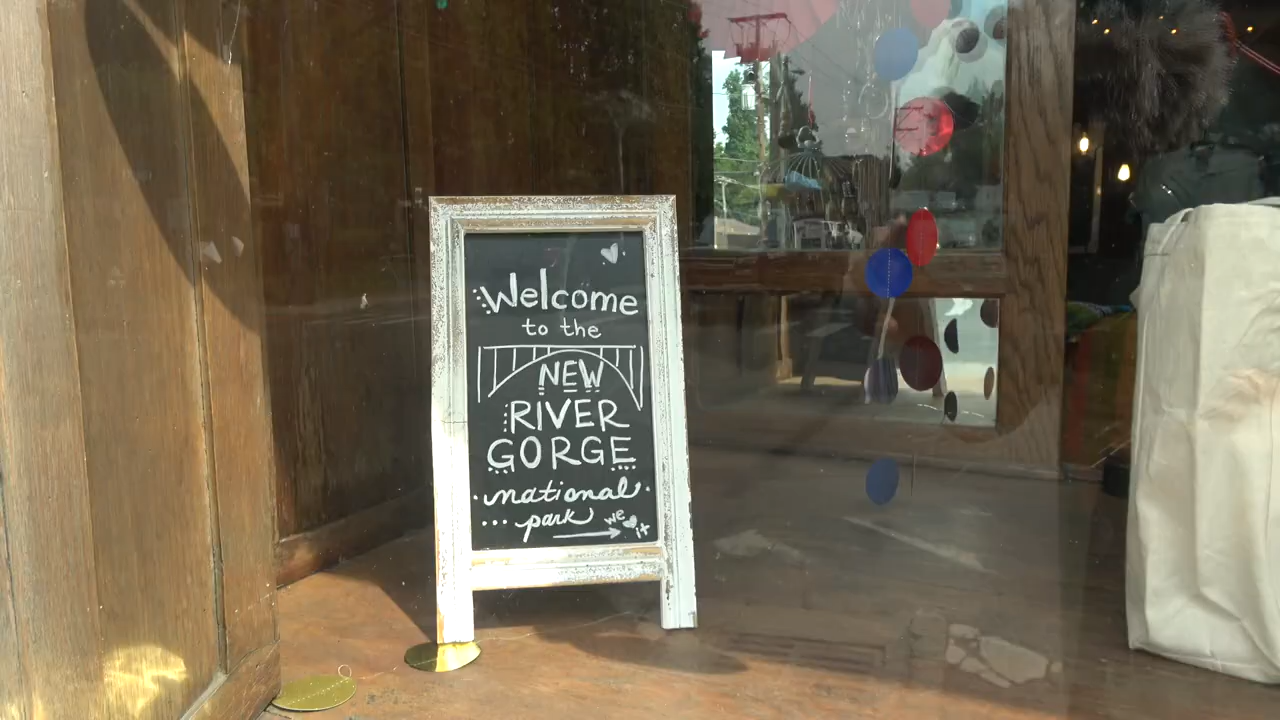 Welcome
to the
NEW
RIVER
GORGE
national
park
we ♥ it